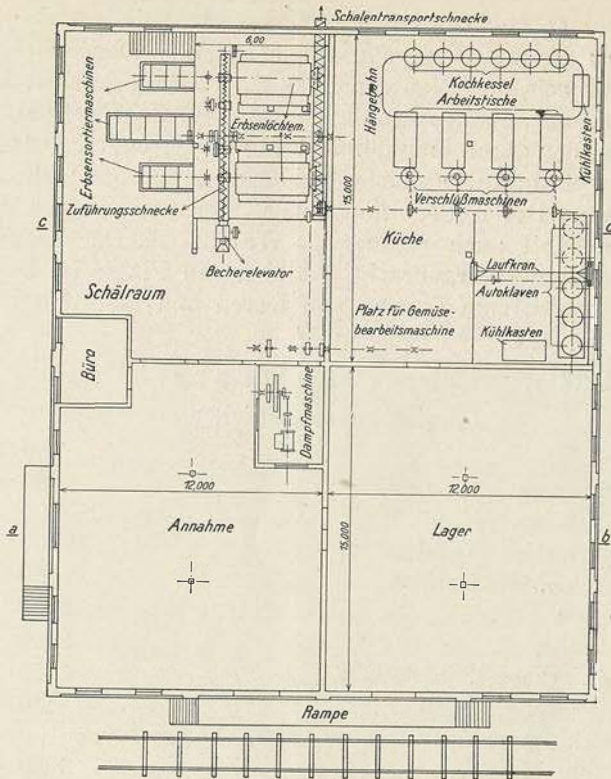 Schalentransportschnecke
6,00
Erbsensortiermaschinen
Erbsenlöchtem.
Zuführungsschnecke
Becherelevator
Schälraum
c
15,000
Hängebahn
Kochkessel
Arbeitstische
Kühlkasten
Verschlußmaschinen
Küche
d
Laufkran
Autoklaven
Platz für Gemüse-
bearbeitsmaschine
Kühlkasten
Büro
Dampfmaschine
12,000
12,000
Annahme
15,000
Lager
a
b
Rampe